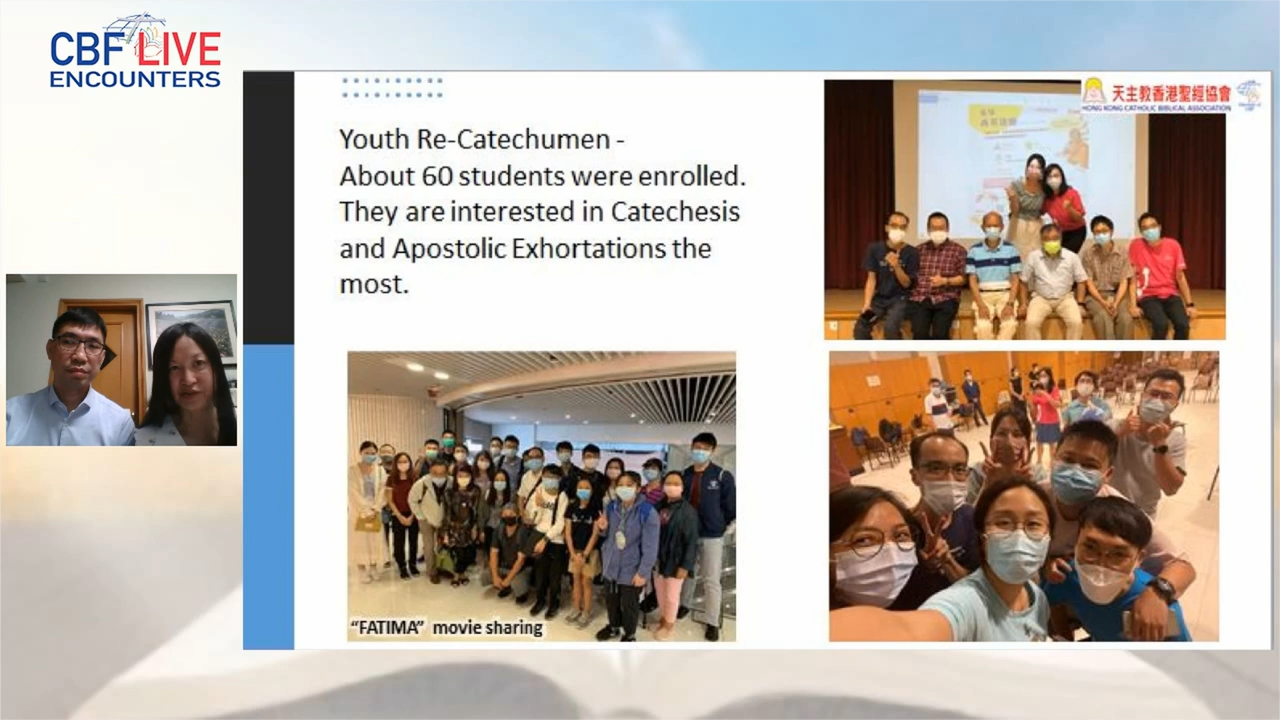 CBF LIVE
ENCOUNTERS
天主教香港聖經協會
HONG KONG CATHOLIC BIBLICAL ASSOCIATION
Youth Re-Catechumen -
About 60 students were enrolled.
They are interested in Catechesis
and Apostolic Exhortations the
most.
“FATIMA” movie sharing